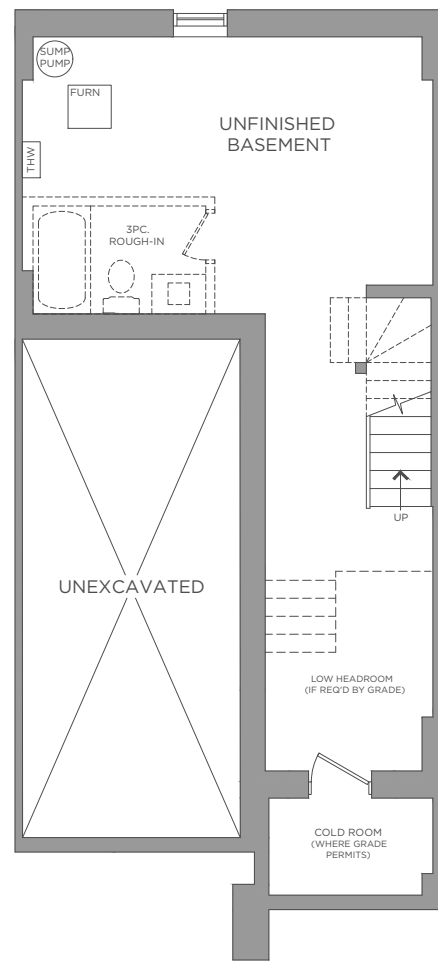 SUMP
PUMP
FURN
UNFINISHED
BASEMENT
THW
3PC.
ROUGH-IN
UP
UNEXCAVATED
LOW HEADROOM
(IF REQ'D BY GRADE)
COLD ROOM
(WHERE GRADE
PERMITS)